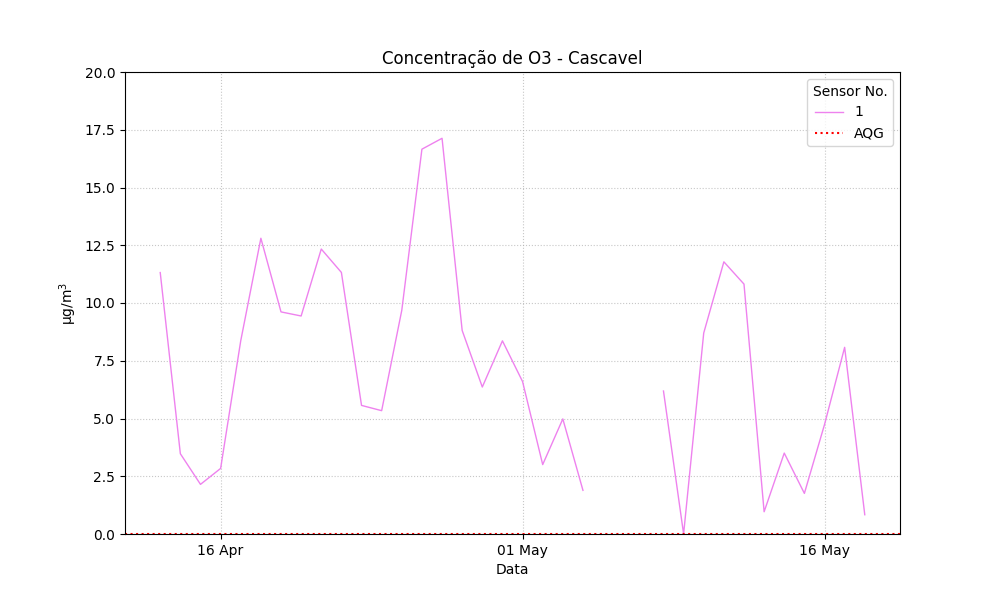 Concentração de O3 - Cascavel
Sensor No.
1
AQG
20.0
17.5
15.0
12.5
10.0
7.5
5.0
2.5
0.0
µg/m³
16 Apr
01 May
16 May
Data